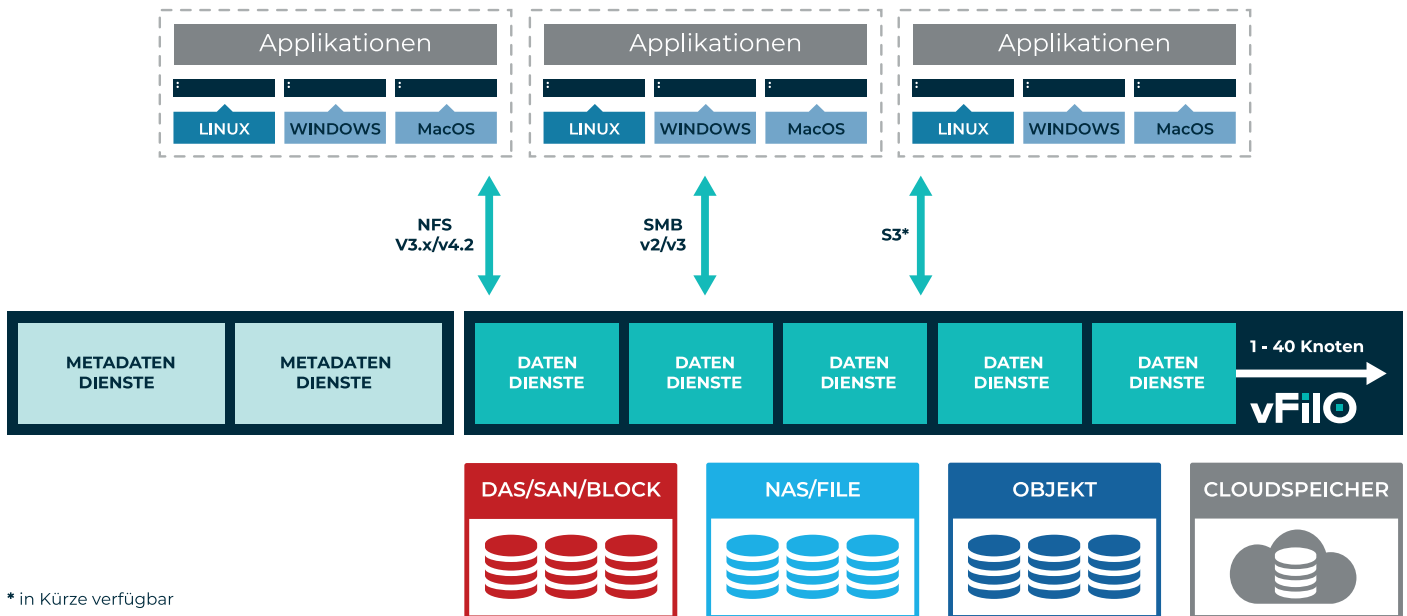 Applikationen
LINUX
WINDOWS
MacOS
Applikationen
LINUX
WINDOWS
MacOS
Applikationen
LINUX
WINDOWS
MacOS
NFS
V3.x/v4.2
SMB
v2/v3
S3*
METADATEN
DIENSTE
METADATEN
DIENSTE
DATEN
DIENSTE
DATEN
DIENSTE
DATEN
DIENSTE
DATEN
DIENSTE
DATEN
DIENSTE
1 - 40 Knoten
vFilO
DAS/SAN/BLOCK
NAS/FILE
OBJEKT
CLOUDSPEICHER
* in Kürze verfügbar